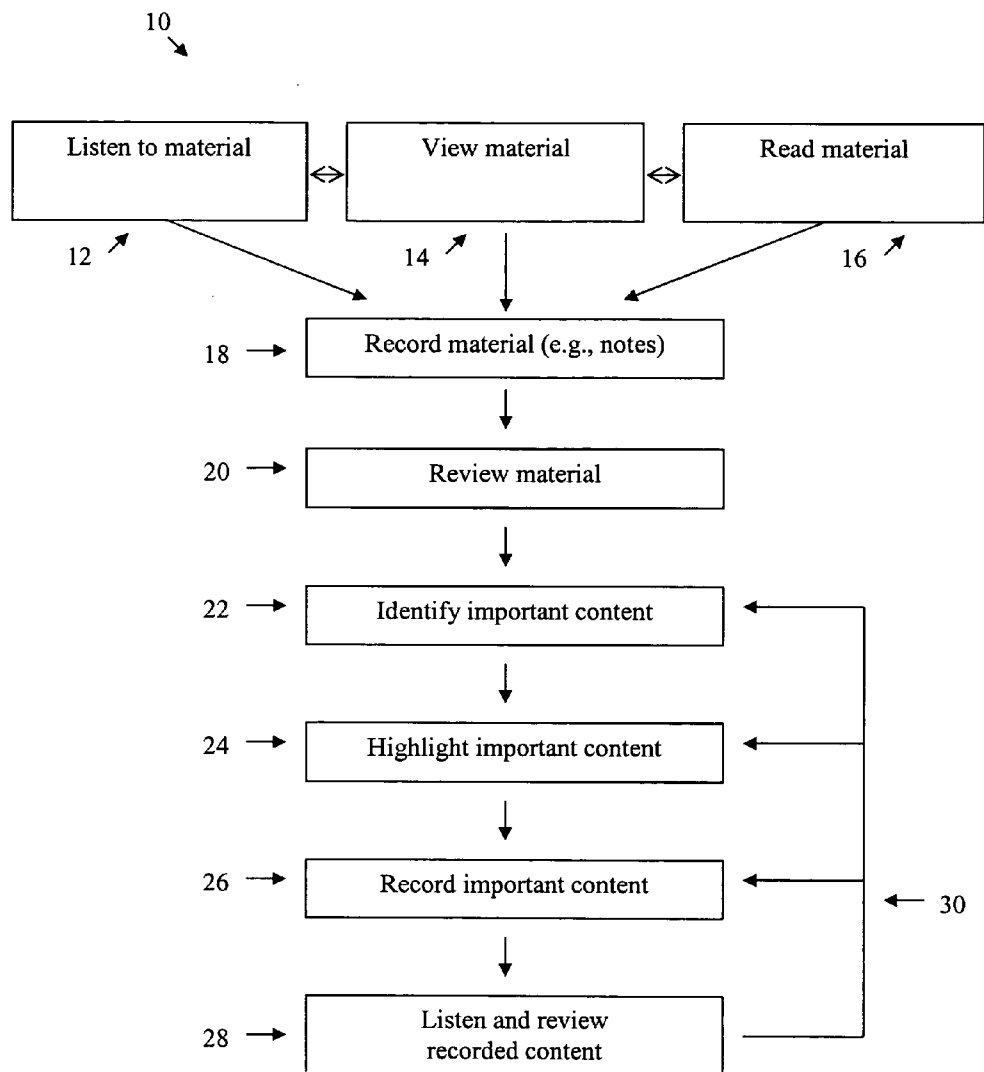 10
Listen to material
View material
Read material
12
14
16
18
Record material (e.g., notes)
20
Review material
22
Identify important content
24
Highlight important content
26
Record important content
30
28
Listen and review
recorded content